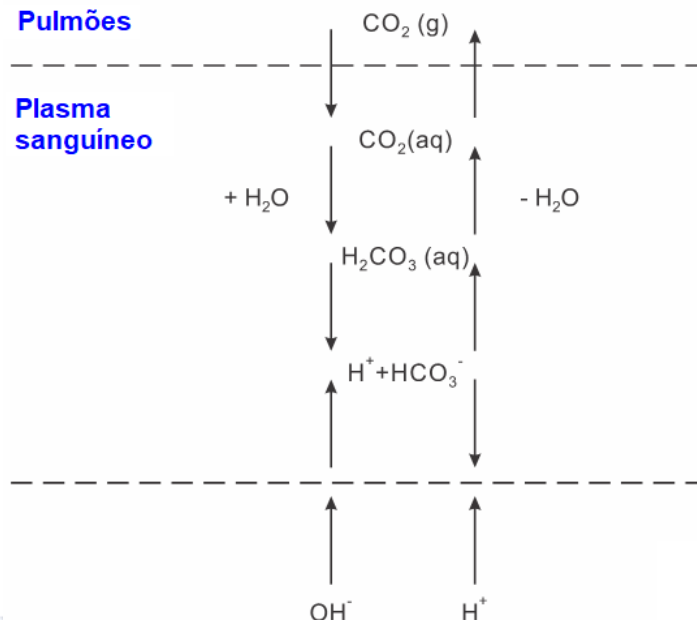 Pulmões
CO₂ (g)
Plasma
sanguíneo
CO₂(aq)
+ H₂O
- H₂O
H₂CO₃ (aq)
H⁺+HCO₃⁻
OH⁻
H⁺